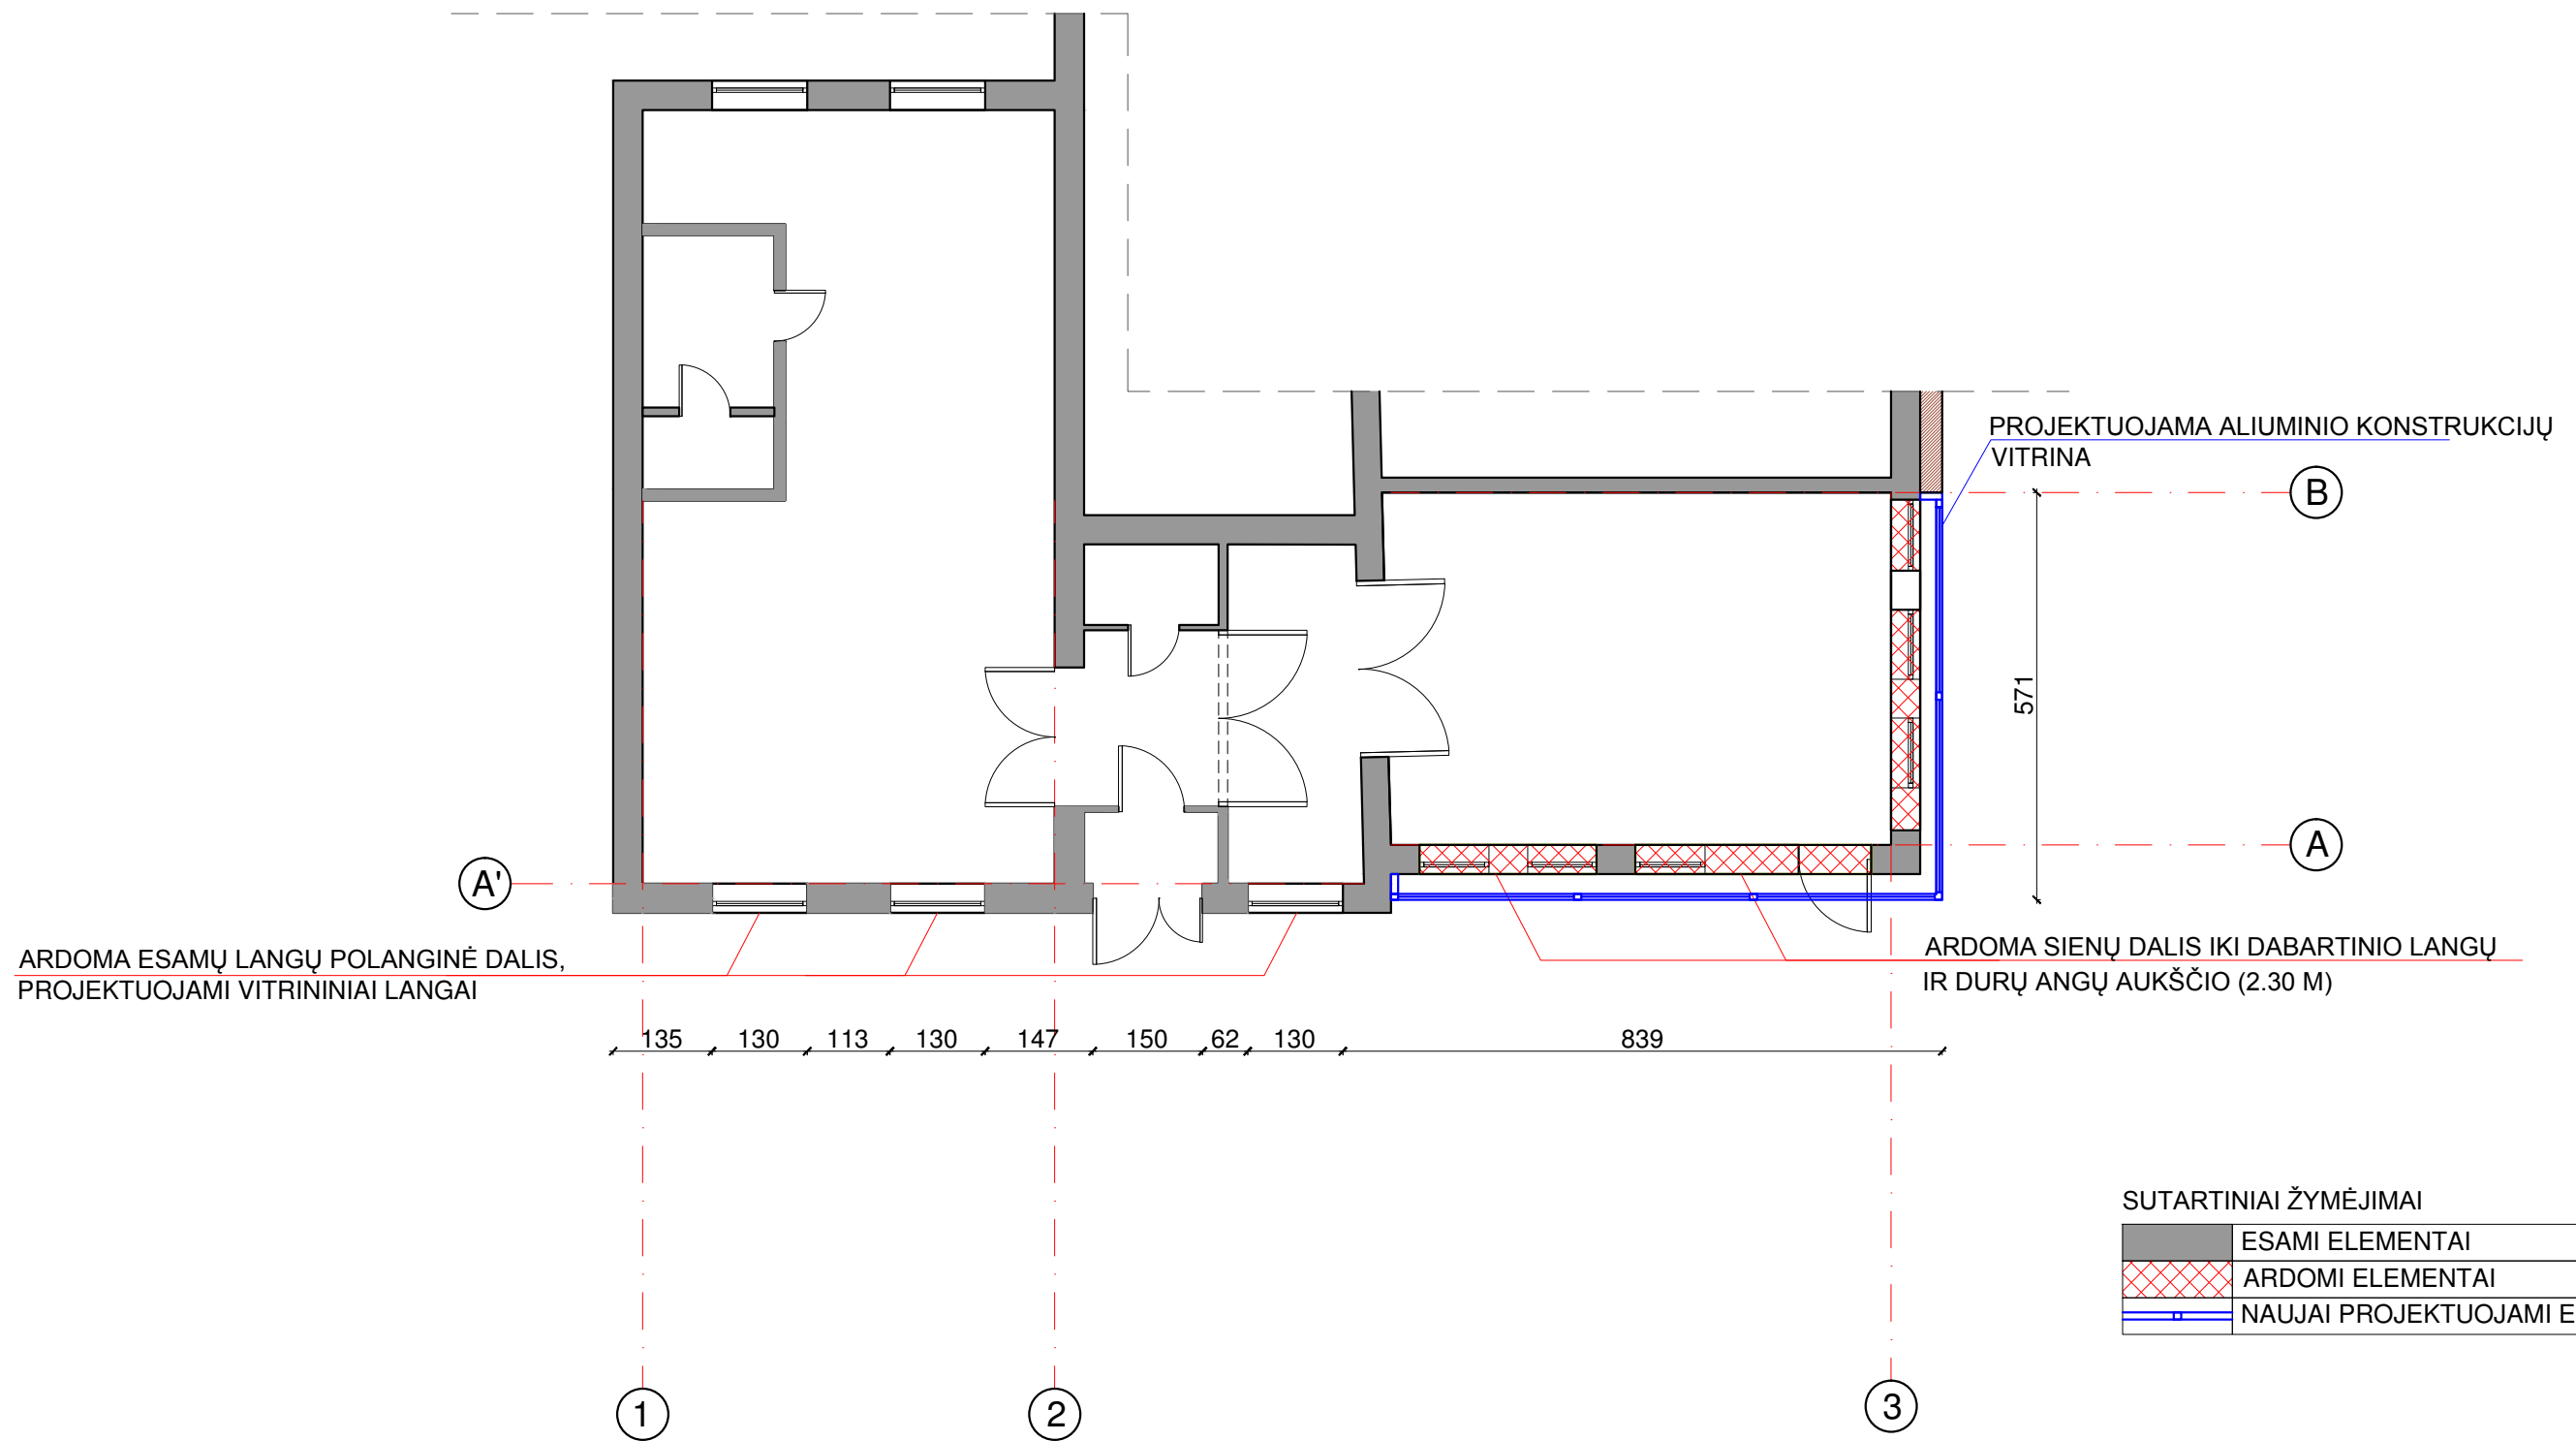 PROJEKTUOJAMA ALIUMINIO KONSTRUKCIJŲ
VITRINA
B
571
A
A'
ARDOMA ESAMŲ LANGŲ POLANGINĖ DALIS,
PROJEKTUOJAMI VITRININIAI LANGAI
ARDOMA SIENŲ DALIS IKI DABARTINIO LANGŲ
IR DURŲ ANGŲ AUKŠČIO (2.30 M)
135 130 113 130 147 150 62 130 839
SUTARTINIAI ŽYMĖJIMAI
ESAMI ELEMENTAI
ARDOMI ELEMENTAI
NAUJAI PROJEKTUOJAMI E
1 2 3